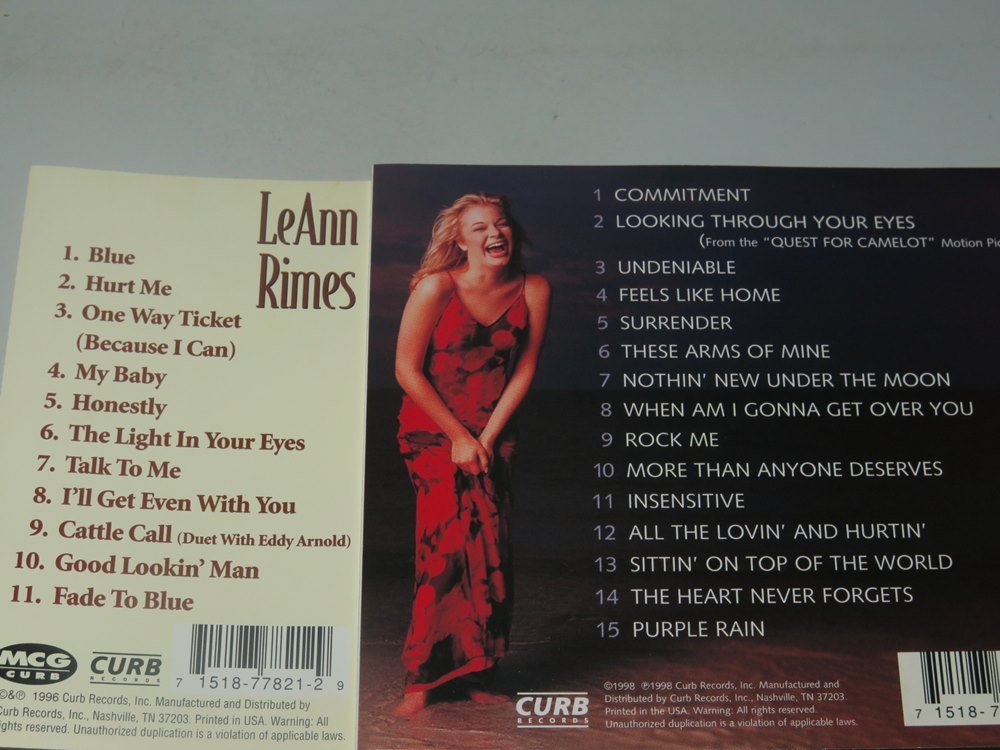 LeAnn
Rimes
1. Blue
2. Hurt Me
3. One Way Ticket
(Because I Can)
4. My Baby
5. Honestly
6. The Light In Your Eyes
7. Talk To Me
8. I'll Get Even With You
9. Cattle Call (Duet With Eddy Arnold)
10. Good Lookin' Man
11. Fade To Blue
MCG
CURB
CURB
RECORDS
7 1518-77821-2 9
©&℗ 1996 Curb Records, Inc. Manufactured and Distributed by
Curb Records, Inc., Nashville, TN 37203. Printed in USA. Warning: All
rights reserved. Unauthorized duplication is a violation of applicable laws.
1 COMMITMENT
2 LOOKING THROUGH YOUR EYES
(From the "QUEST FOR CAMELOT" Motion Pic
3 UNDENIABLE
4 FEELS LIKE HOME
5 SURRENDER
6 THESE ARMS OF MINE
7 NOTHIN' NEW UNDER THE MOON
8 WHEN AM I GONNA GET OVER YOU
9 ROCK ME
10 MORE THAN ANYONE DESERVES
11 INSENSITIVE
12 ALL THE LOVIN' AND HURTIN'
13 SITTIN' ON TOP OF THE WORLD
14 THE HEART NEVER FORGETS
15 PURPLE RAIN
CURB
RECORDS
©1998 ℗1998 Curb Records, Inc. Manufactured and
Distributed by Curb Records, Inc., Nashville, TN 37203.
Printed in the USA. Warning: All rights reserved.
Unauthorized duplication is a violation of applicable laws.
7 1518-7